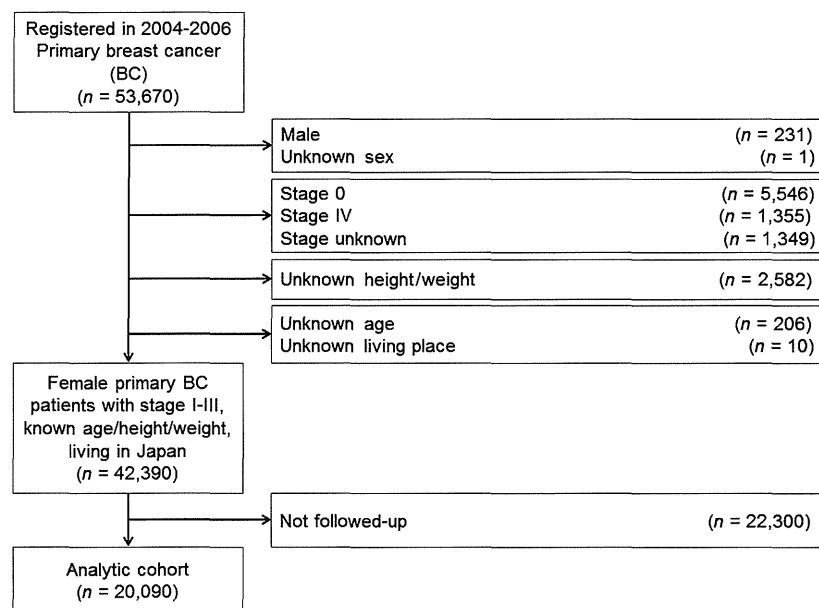 Registered in 2004-2006
Primary breast cancer
(BC)
(n = 53,670)
Male (n = 231)
Unknown sex (n = 1)
Stage 0 (n = 5,546)
Stage IV (n = 1,355)
Stage unknown (n = 1,349)
Unknown height/weight (n = 2,582)
Unknown age (n = 206)
Unknown living place (n = 10)
Female primary BC
patients with stage I-III,
known age/height/weight,
living in Japan
(n = 42,390)
Not followed-up (n = 22,300)
Analytic cohort
(n = 20,090)